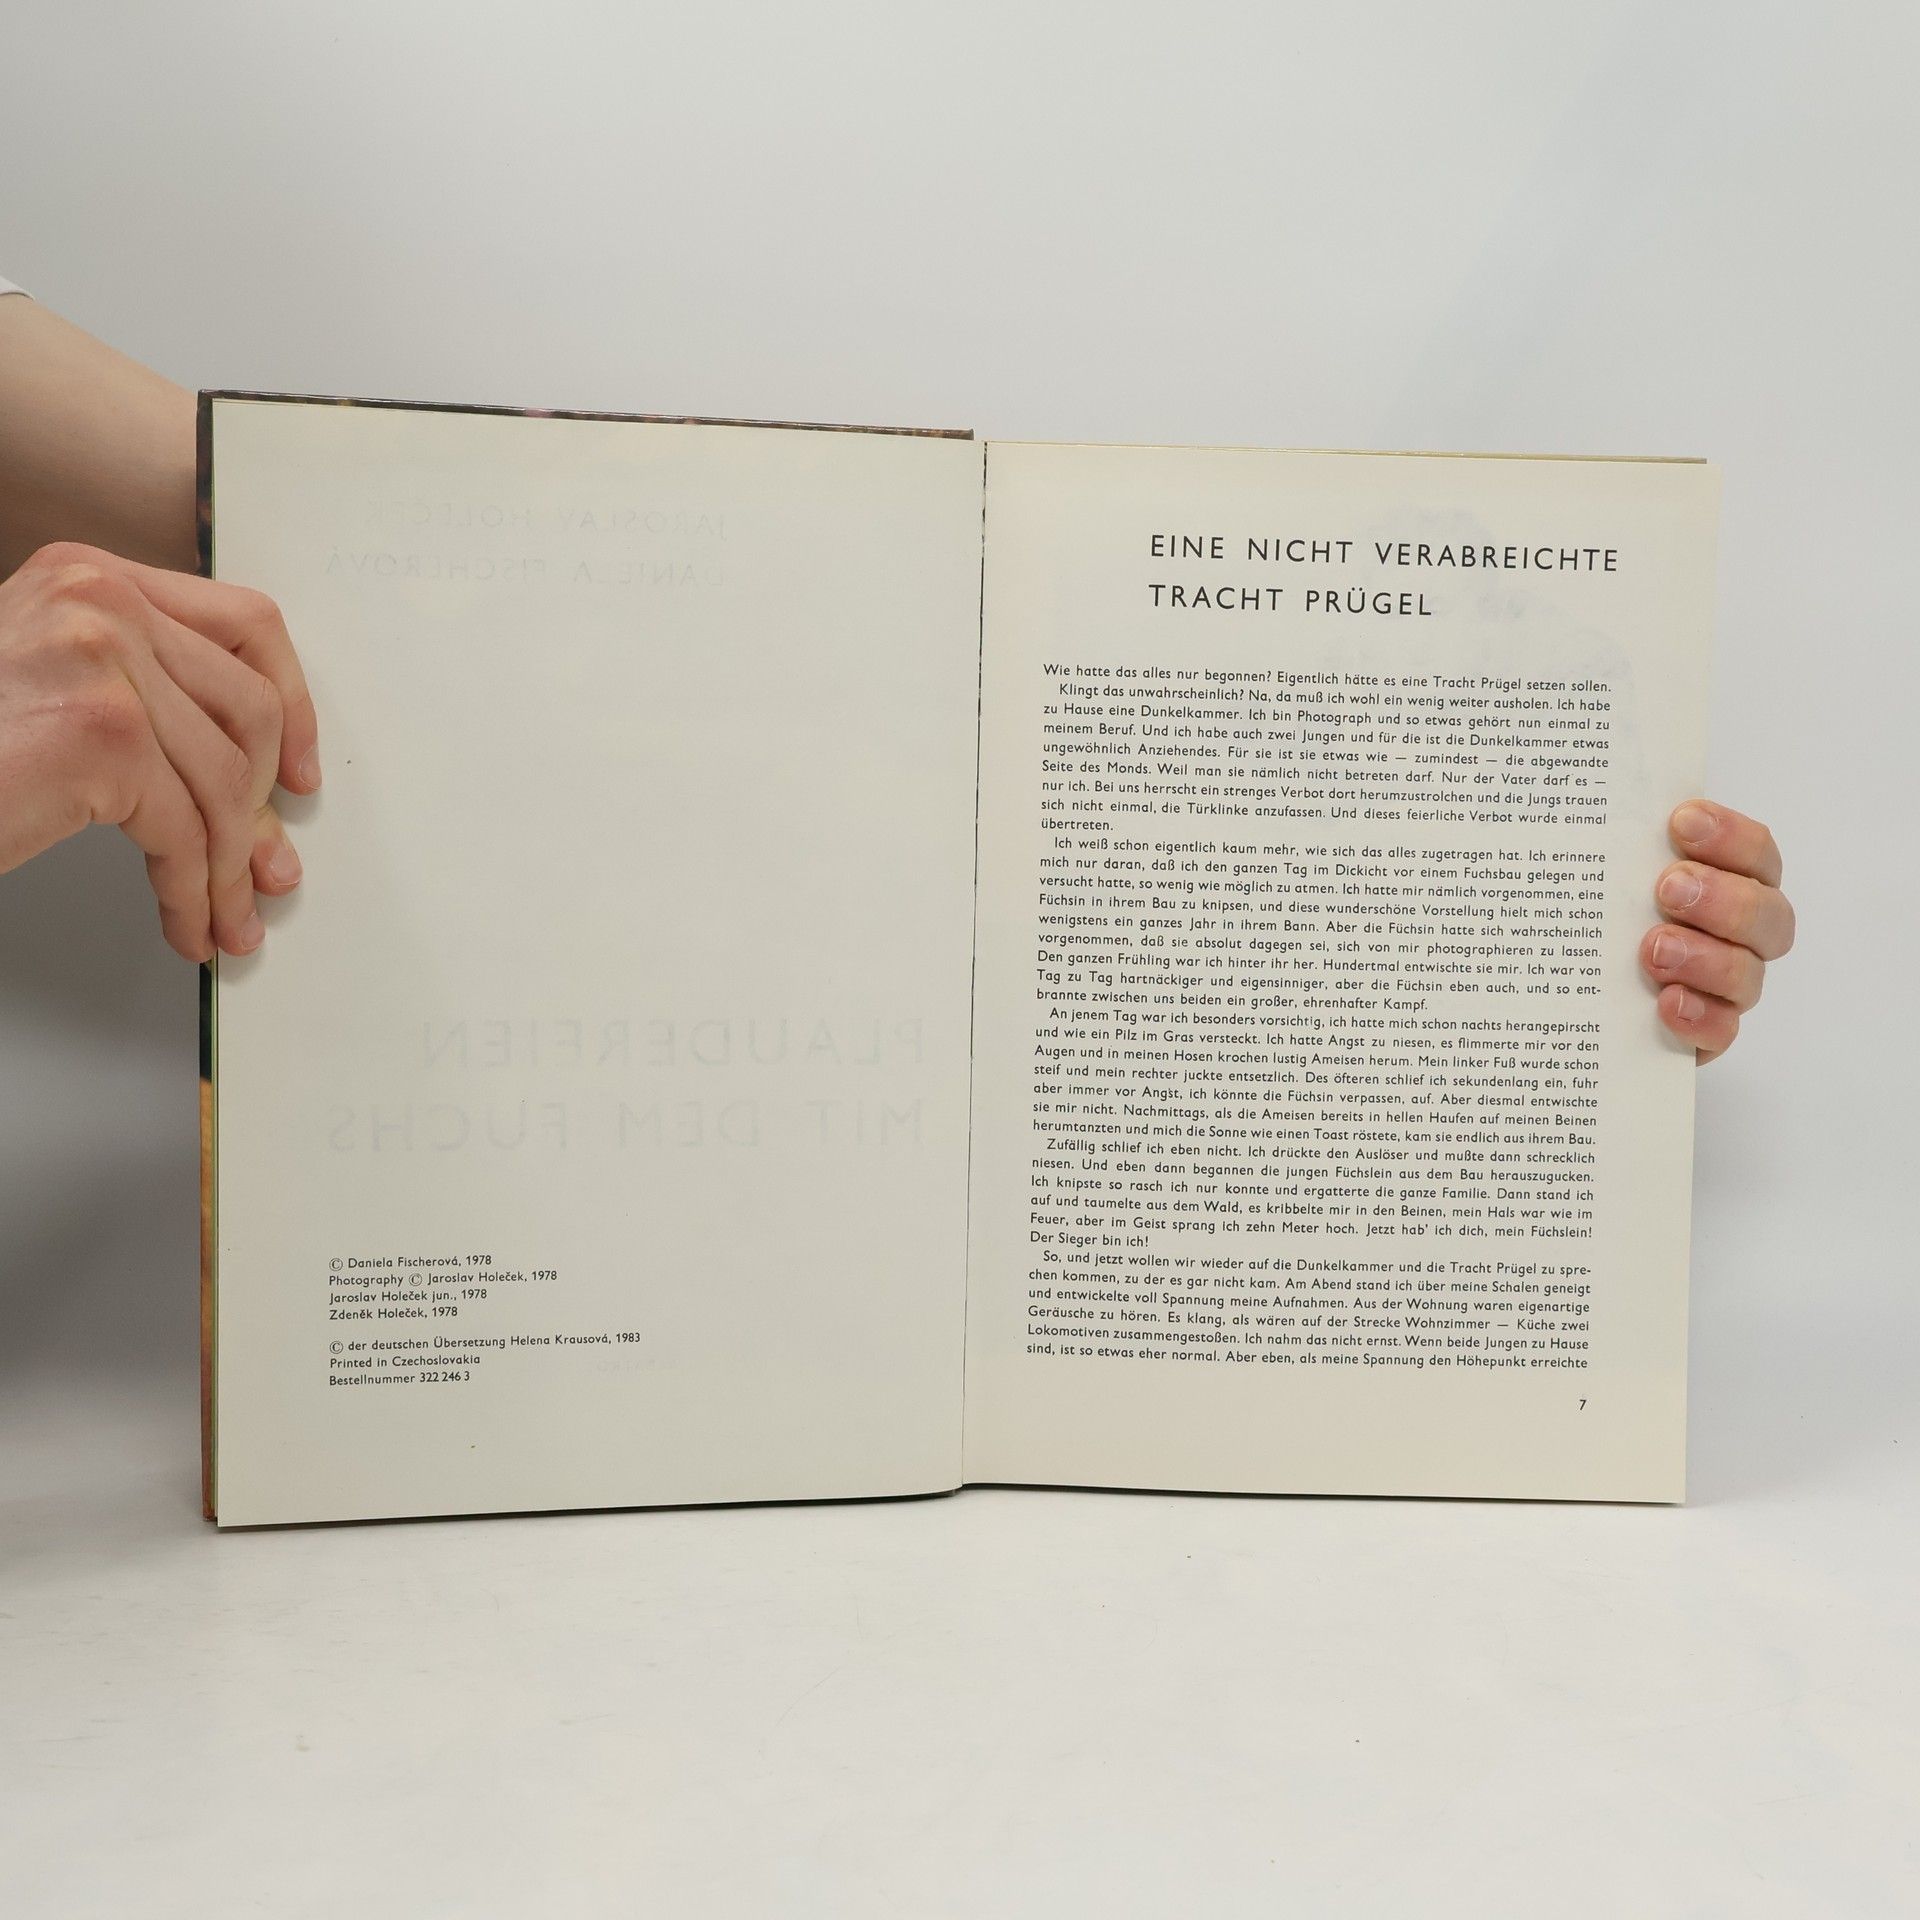 JAROSLAV HOLEČEK
DANIELA FISCHEROVÁ
PLAUDEREIEN
MIT DEM FUCHS
© Daniela Fischerová, 1978
Photography © Jaroslav Holeček, 1978
Jaroslav Holeček jun., 1978
Zdeněk Holeček, 1978
© der deutschen Übersetzung Helena Krausová, 1983
Printed in Czechoslovakia
Bestellnummer 322 246 3
EINE NICHT VERABREICHTE
TRACHT PRÜGEL
Wie hatte das alles nur begonnen? Eigentlich hätte es eine Tracht Prügel setzen sollen.
Klingt das unwahrscheinlich? Na, da muß ich wohl ein wenig weiter ausholen. Ich habe
zu Hause eine Dunkelkammer. Ich bin Photograph und so etwas gehört nun einmal zu
meinem Beruf. Und ich habe auch zwei Jungen und für die ist die Dunkelkammer etwas
ungewöhnlich Anziehendes. Für sie ist sie etwas wie — zumindest — die abgewandte
Seite des Monds. Weil man sie nämlich nicht betreten darf. Nur der Vater darf es —
nur ich. Bei uns herrscht ein strenges Verbot dort herumzustrolchen und die Jungs trauen
sich nicht einmal, die Türklinke anzufassen. Und dieses feierliche Verbot wurde einmal
übertreten.
Ich weiß schon eigentlich kaum mehr, wie sich das alles zugetragen hat. Ich erinnere
mich nur daran, daß ich den ganzen Tag im Dickicht vor einem Fuchsbau gelegen und
versucht hatte, so wenig wie möglich zu atmen. Ich hatte mir nämlich vorgenommen, eine
Füchsin in ihrem Bau zu knipsen, und diese wunderschöne Vorstellung hielt mich schon
wenigstens ein ganzes Jahr in ihrem Bann. Aber die Füchsin hatte sich wahrscheinlich
vorgenommen, daß sie absolut dagegen sei, sich von mir photographieren zu lassen.
Den ganzen Frühling war ich hinter ihr her. Hundertmal entwischte sie mir. Ich war von
Tag zu Tag hartnäckiger und eigensinniger, aber die Füchsin eben auch, und so ent-
brannte zwischen uns beiden ein großer, ehrenhafter Kampf.
An jenem Tag war ich besonders vorsichtig, ich hatte mich schon nachts herangepirscht
und wie ein Pilz im Gras versteckt. Ich hatte Angst zu niesen, es flimmerte mir vor den
Augen und in meinen Hosen krochen lustig Ameisen herum. Mein linker Fuß wurde schon
steif und mein rechter juckte entsetzlich. Des öfteren schlief ich sekundenlang ein, fuhr
aber immer vor Angst, ich könnte die Füchsin verpassen, auf. Aber diesmal entwischte
sie mir nicht. Nachmittags, als die Ameisen bereits in hellen Haufen auf meinen Beinen
herumtanzten und mich die Sonne wie einen Toast röstete, kam sie endlich aus ihrem Bau.
Zufällig schlief ich eben nicht. Ich drückte den Auslöser und mußte dann schrecklich
niesen. Und eben dann begannen die jungen Füchslein aus dem Bau herauszugucken.
Ich knipste so rasch ich nur konnte und ergatterte die ganze Familie. Dann stand ich
auf und taumelte aus dem Wald, es kribbelte mir in den Beinen, mein Hals war wie im
Feuer, aber im Geist sprang ich zehn Meter hoch. Jetzt hab' ich dich, mein Füchslein!
Der Sieger bin ich!
So, und jetzt wollen wir wieder auf die Dunkelkammer und die Tracht Prügel zu spre-
chen kommen, zu der es gar nicht kam. Am Abend stand ich über meine Schalen geneigt
und entwickelte voll Spannung meine Aufnahmen. Aus der Wohnung waren eigenartige
Geräusche zu hören. Es klang, als wären auf der Strecke Wohnzimmer — Küche zwei
Lokomotiven zusammengestoßen. Ich nahm das nicht ernst. Wenn beide Jungen zu Hause
sind, ist so etwas eher normal. Aber eben, als meine Spannung den Höhepunkt erreichte
7